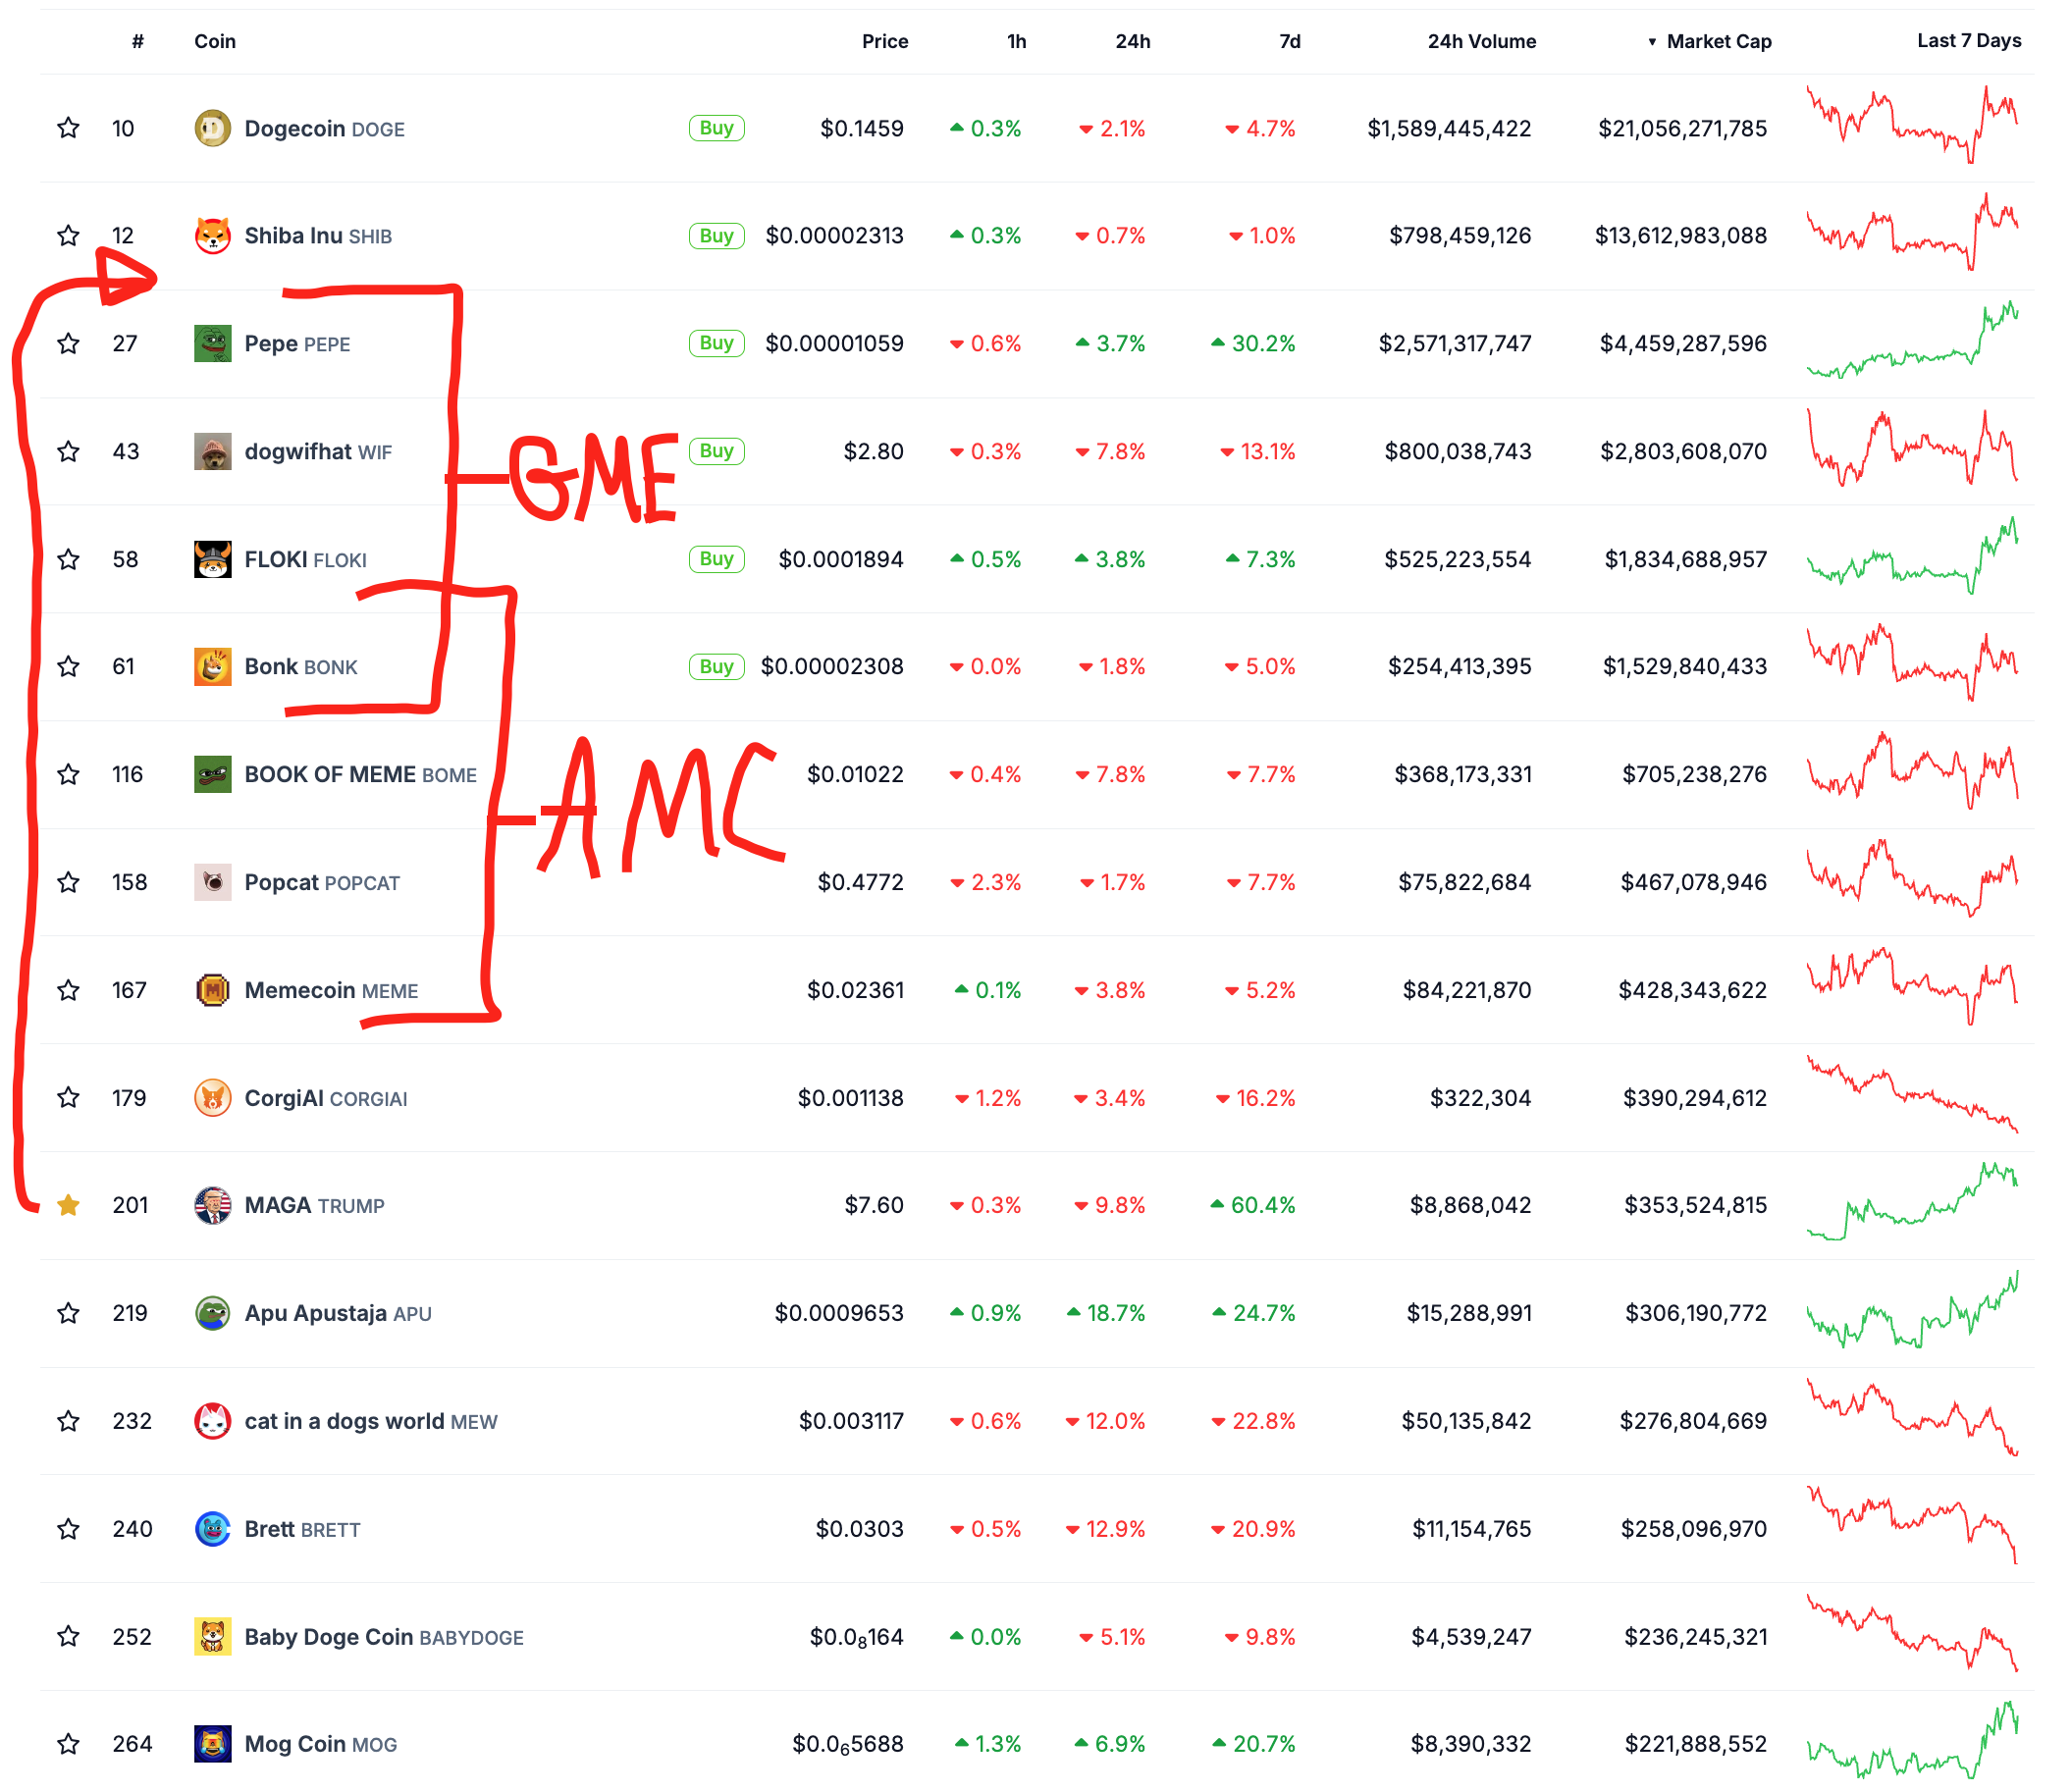 # Coin Price 1h 24h 7d 24h Volume ▼ Market Cap Last 7 Days
10 Dogecoin DOGE Buy $0.1459 ▲ 0.3% ▼ 2.1% ▼ 4.7% $1,589,445,422 $21,056,271,785
12 Shiba Inu SHIB Buy $0.00002313 ▲ 0.3% ▼ 0.7% ▼ 1.0% $798,459,126 $13,612,983,088
27 Pepe PEPE Buy $0.00001059 ▼ 0.6% ▲ 3.7% ▲ 30.2% $2,571,317,747 $4,459,287,596
43 dogwifhat WIF Buy $2.80 ▼ 0.3% ▼ 7.8% ▼ 13.1% $800,038,743 $2,803,608,070
GME
58 FLOKI FLOKI Buy $0.0001894 ▲ 0.5% ▲ 3.8% ▲ 7.3% $525,223,554 $1,834,688,957
61 Bonk BONK Buy $0.00002308 ▼ 0.0% ▼ 1.8% ▼ 5.0% $254,413,395 $1,529,840,433
116 BOOK OF MEME BOME $0.01022 ▼ 0.4% ▼ 7.8% ▼ 7.7% $368,173,331 $705,238,276
AMC
158 Popcat POPCAT $0.4772 ▼ 2.3% ▼ 1.7% ▼ 7.7% $75,822,684 $467,078,946
167 Memecoin MEME $0.02361 ▲ 0.1% ▼ 3.8% ▼ 5.2% $84,221,870 $428,343,622
179 CorgiAI CORGIAI $0.001138 ▼ 1.2% ▼ 3.4% ▼ 16.2% $322,304 $390,294,612
201 MAGA TRUMP $7.60 ▼ 0.3% ▼ 9.8% ▲ 60.4% $8,868,042 $353,524,815
219 Apu Apustaja APU $0.0009653 ▲ 0.9% ▲ 18.7% ▲ 24.7% $15,288,991 $306,190,772
232 cat in a dogs world MEW $0.003117 ▼ 0.6% ▼ 12.0% ▼ 22.8% $50,135,842 $276,804,669
240 Brett BRETT $0.0303 ▼ 0.5% ▼ 12.9% ▼ 20.9% $11,154,765 $258,096,970
252 Baby Doge Coin BABYDOGE $0.0₈164 ▲ 0.0% ▼ 5.1% ▼ 9.8% $4,539,247 $236,245,321
264 Mog Coin MOG $0.0₆5688 ▲ 1.3% ▲ 6.9% ▲ 20.7% $8,390,332 $221,888,552